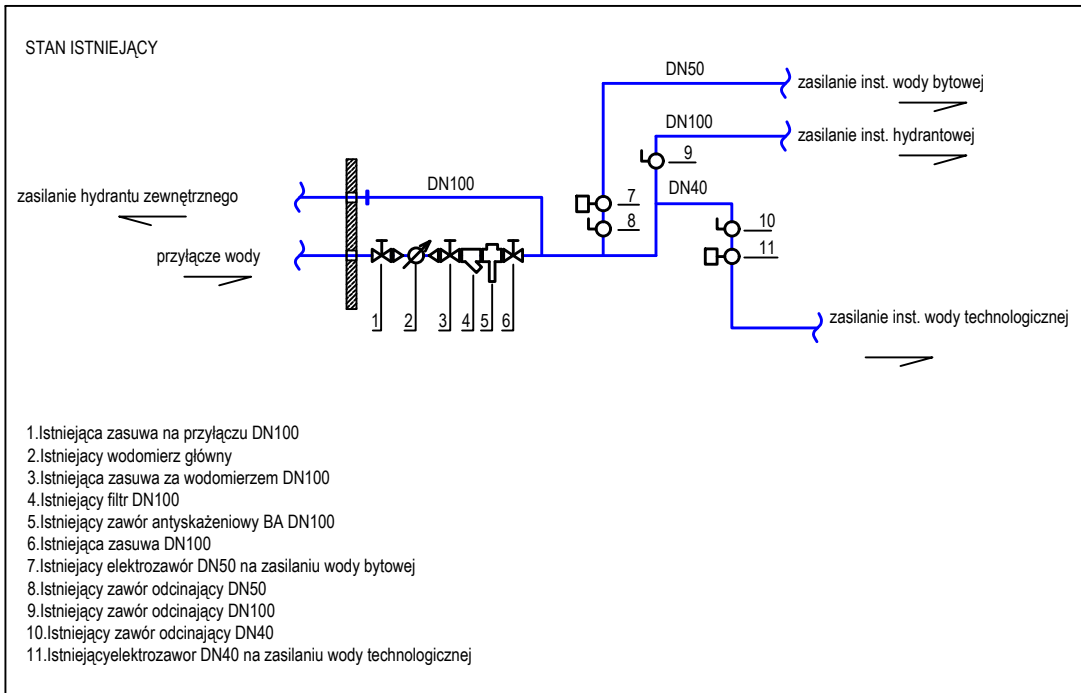 STAN ISTNIEJĄCY
DN50
zasilanie inst. wody bytowej
DN100
zasilanie inst. hydrantowej
9
DN40
DN100
zasilanie hydrantu zewnętrznego
7
8
10
11
przyłącze wody
1 2 3 4 5 6
zasilanie inst. wody technologicznej
1.Istniejąca zasuwa na przyłączu DN100
2.Istniejacy wodomierz główny
3.Istniejąca zasuwa za wodomierzem DN100
4.Istniejący filtr DN100
5.Istniejący zawór antyskażeniowy BA DN100
6.Istniejąca zasuwa DN100
7.Istniejacy elektrozawór DN50 na zasilaniu wody bytowej
8.Istniejący zawór odcinający DN50
9.Istniejący zawór odcinający DN100
10.Istniejący zawór odcinający DN40
11.Istniejącyelektrozawor DN40 na zasilaniu wody technologicznej